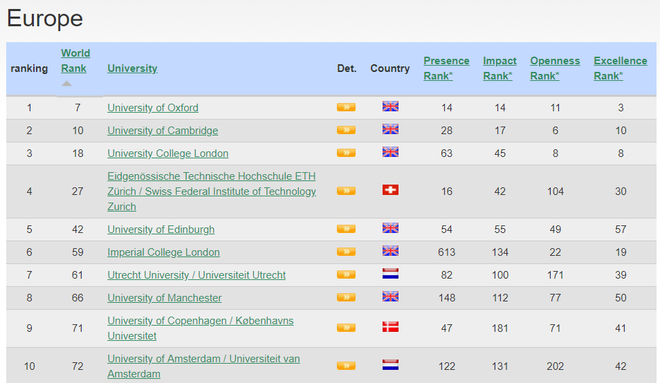 Europe
ranking World Rank University Det. Country Presence Rank* Impact Rank* Openness Rank* Excellence Rank*
1 7 University of Oxford 14 14 11 3
2 10 University of Cambridge 28 17 6 10
3 18 University College London 63 45 8 8
4 27 Eidgenössische Technische Hochschule ETH Zürich / Swiss Federal Institute of Technology Zurich 16 42 104 30
5 42 University of Edinburgh 54 55 49 57
6 59 Imperial College London 613 134 22 19
7 61 Utrecht University / Universiteit Utrecht 82 100 171 39
8 66 University of Manchester 148 112 77 50
9 71 University of Copenhagen / Københavns Universitet 47 181 71 41
10 72 University of Amsterdam / Universiteit van Amsterdam 122 131 202 42